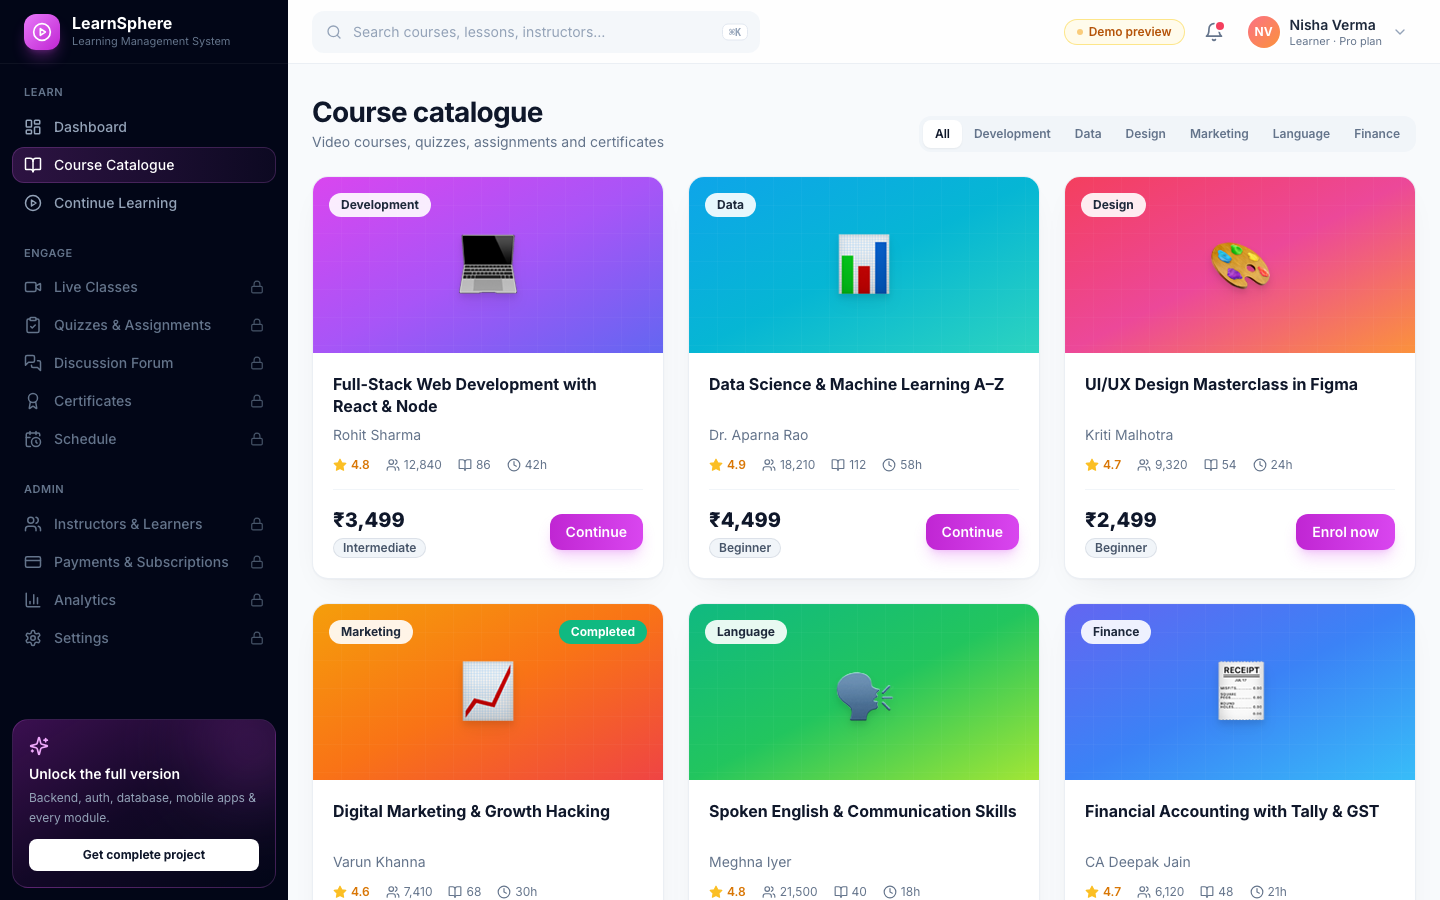 LearnSphere
Learning Management System
LEARN
Dashboard
Course Catalogue
Continue Learning
ENGAGE
Live Classes
Quizzes & Assignments
Discussion Forum
Certificates
Schedule
ADMIN
Instructors & Learners
Payments & Subscriptions
Analytics
Settings
Unlock the full version
Backend, auth, database, mobile apps &
every module.
Get complete project
Search courses, lessons, instructors...
⌘K
Demo preview
NV
Nisha Verma
Learner · Pro plan
Course catalogue
Video courses, quizzes, assignments and certificates
All Development Data Design Marketing Language Finance
Development
Full-Stack Web Development with
React & Node
Rohit Sharma
4.8 12,840 86 42h
₹3,499
Intermediate
Continue
Data
Data Science & Machine Learning A–Z
Dr. Aparna Rao
4.9 18,210 112 58h
₹4,499
Beginner
Continue
Design
UI/UX Design Masterclass in Figma
Kriti Malhotra
4.7 9,320 54 24h
₹2,499
Beginner
Enrol now
Marketing
Completed
Digital Marketing & Growth Hacking
Varun Khanna
4.6 7,410 68 30h
Language
Spoken English & Communication Skills
Meghna Iyer
4.8 21,500 40 18h
Finance
RECEIPT
Financial Accounting with Tally & GST
CA Deepak Jain
4.7 6,120 48 21h